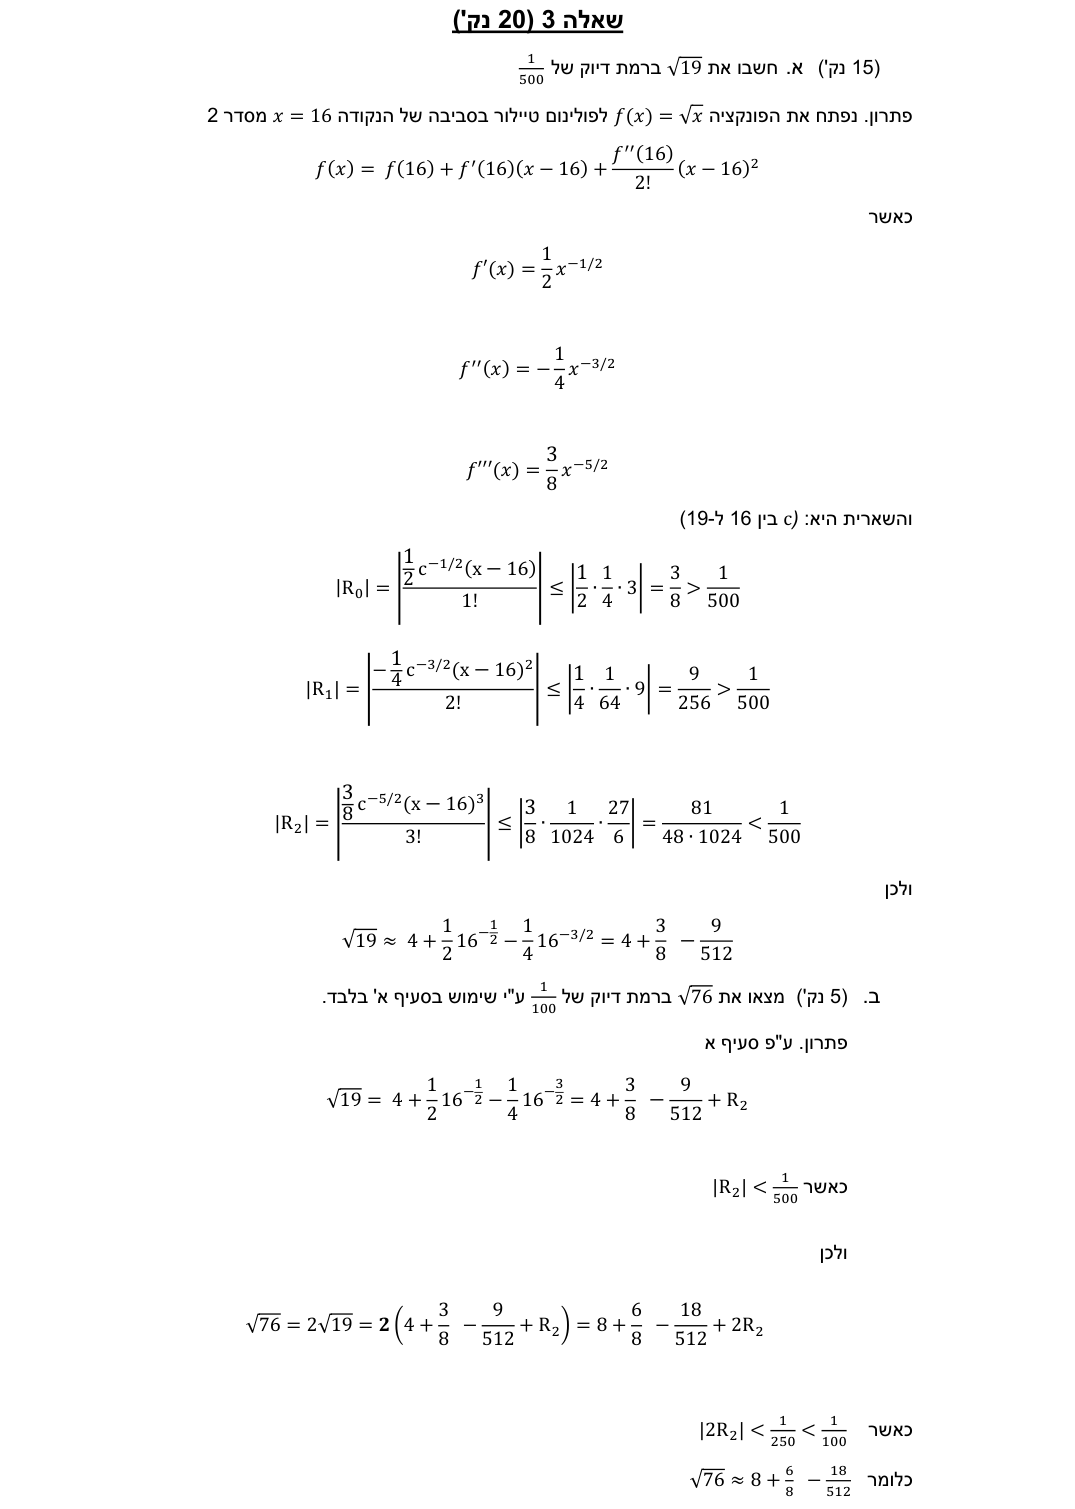 שאלה 3 (20 נק')
(15 נק') א. חשבו את √19 ברמת דיוק של 1/500
פתרון. נפתח את הפונקציה f(x) = √x לפולינום טיילור בסביבה של הנקודה x = 16 מסדר 2
f(x) = f(16) + f′(16)(x − 16) + f′′(16)/2! (x − 16)²
כאשר
f′(x) = 1/2 x^(−1/2)
f′′(x) = −1/4 x^(−3/2)
f′′′(x) = 3/8 x^(−5/2)
והשארית היא: (c בין 16 ל-19)
|R₀| = |(1/2 c^(−1/2)(x − 16))/1!| ≤ |1/2 · 1/4 · 3| = 3/8 > 1/500
|R₁| = |(−1/4 c^(−3/2)(x − 16)²)/2!| ≤ |1/4 · 1/64 · 9| = 9/256 > 1/500
|R₂| = |(3/8 c^(−5/2)(x − 16)³)/3!| ≤ |3/8 · 1/1024 · 27/6| = 81/(48 · 1024) < 1/500
ולכן
√19 ≈ 4 + 1/2 16^(−1/2) − 1/4 16^(−3/2) = 4 + 3/8 − 9/512
ב. (5 נק') מצאו את √76 ברמת דיוק של 1/100 ע"י שימוש בסעיף א' בלבד.
פתרון. ע"פ סעיף א
√19 = 4 + 1/2 16^(−1/2) − 1/4 16^(−3/2) = 4 + 3/8 − 9/512 + R₂
כאשר |R₂| < 1/500
ולכן
√76 = 2√19 = 2(4 + 3/8 − 9/512 + R₂) = 8 + 6/8 − 18/512 + 2R₂
כאשר |2R₂| < 1/250 < 1/100
כלומר √76 ≈ 8 + 6/8 − 18/512